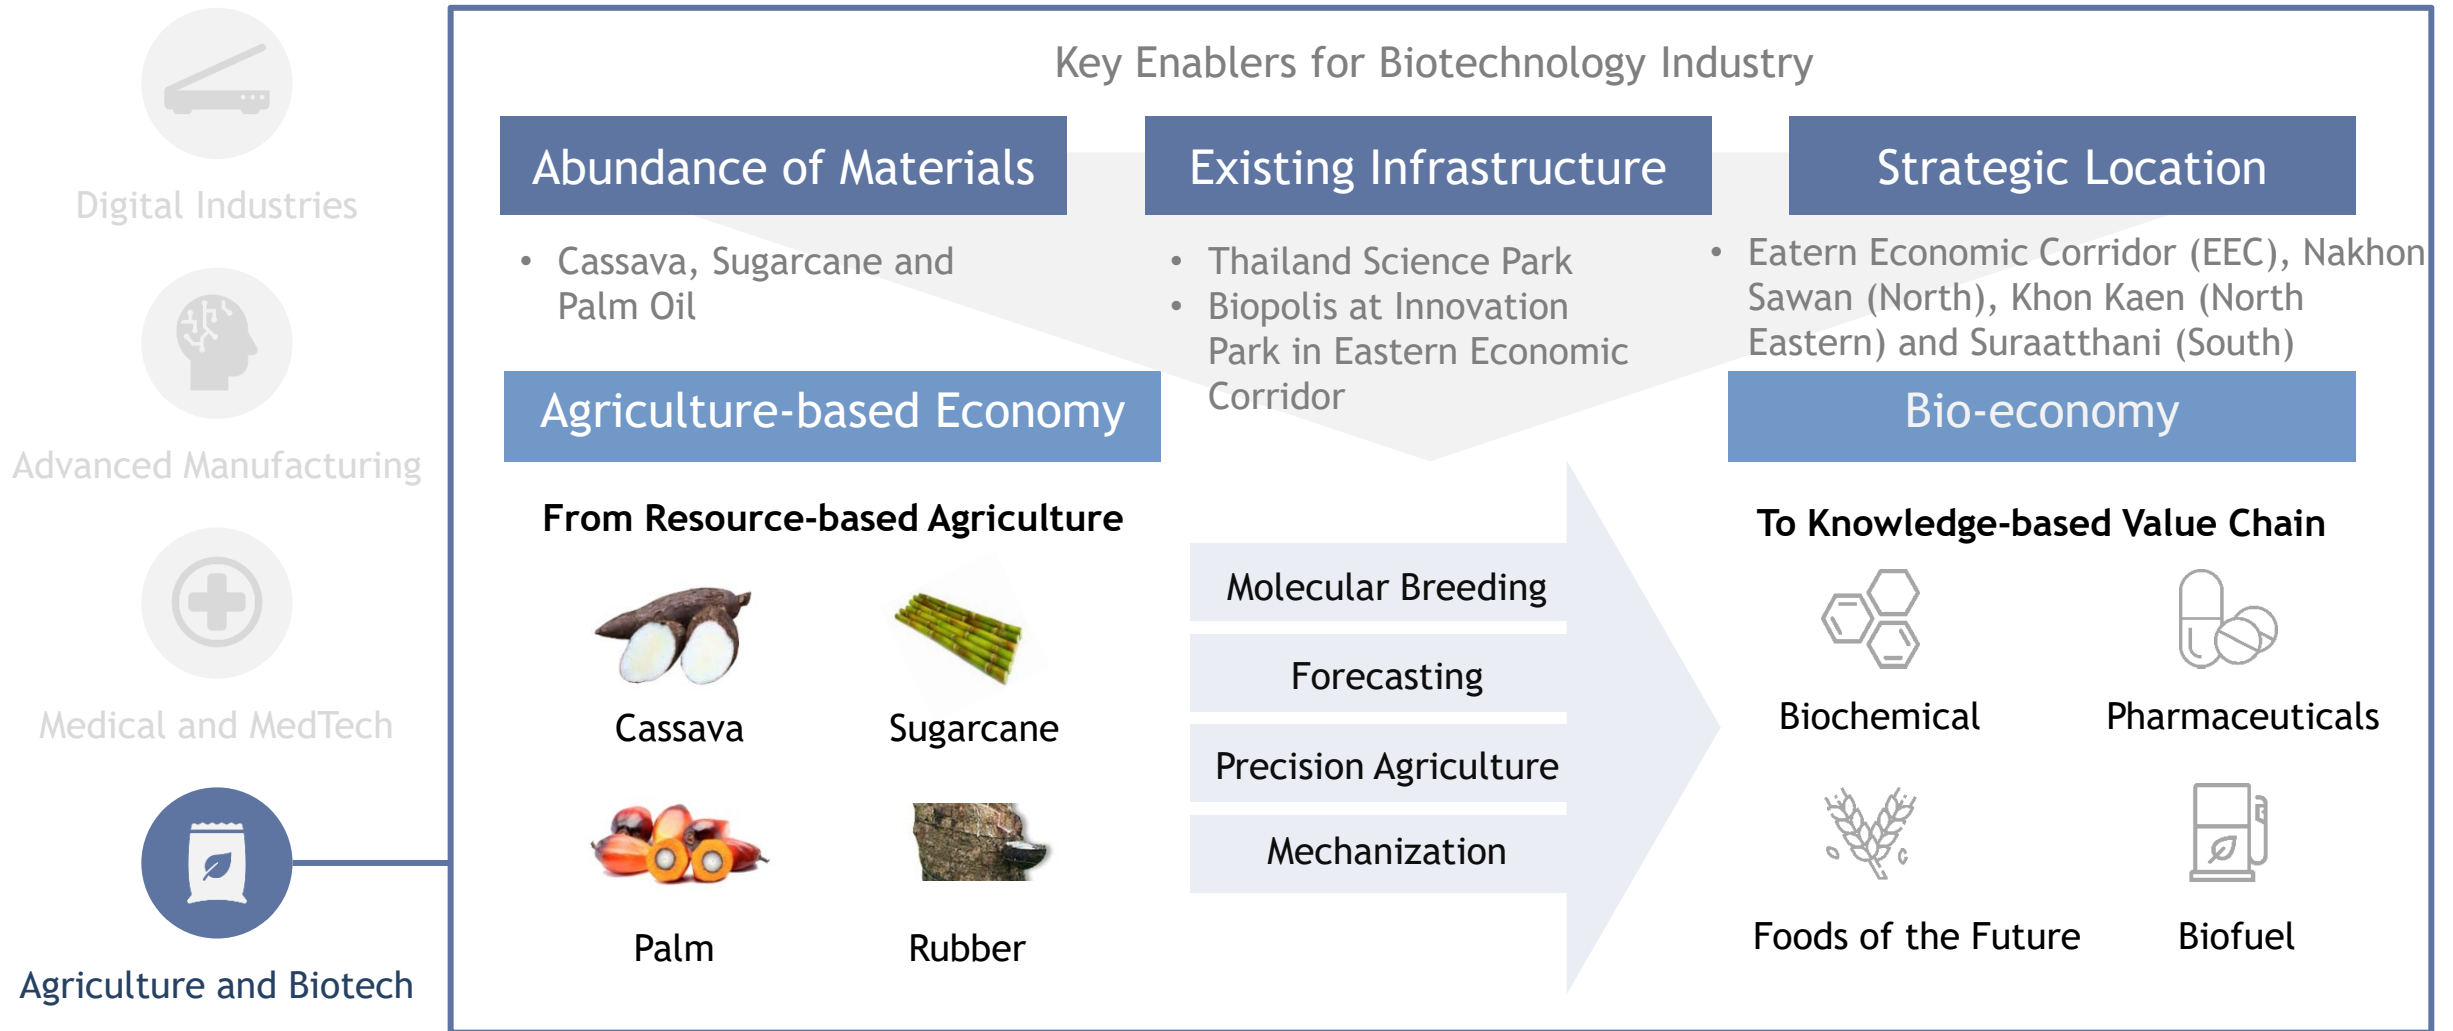 Digital Industries
Advanced Manufacturing
Medical and MedTech
Agriculture and Biotech
Key Enablers for Biotechnology Industry
Abundance of Materials
• Cassava, Sugarcane and
Palm Oil
Existing Infrastructure
• Thailand Science Park
• Biopolis at Innovation
Park in Eastern Economic
Corridor
Strategic Location
• Eatern Economic Corridor (EEC), Nakhon
Sawan (North), Khon Kaen (North
Eastern) and Suraatthani (South)
Agriculture-based Economy
From Resource-based Agriculture
Cassava
Sugarcane
Palm
Rubber
Molecular Breeding
Forecasting
Precision Agriculture
Mechanization
Bio-economy
To Knowledge-based Value Chain
Biochemical
Pharmaceuticals
Foods of the Future
Biofuel